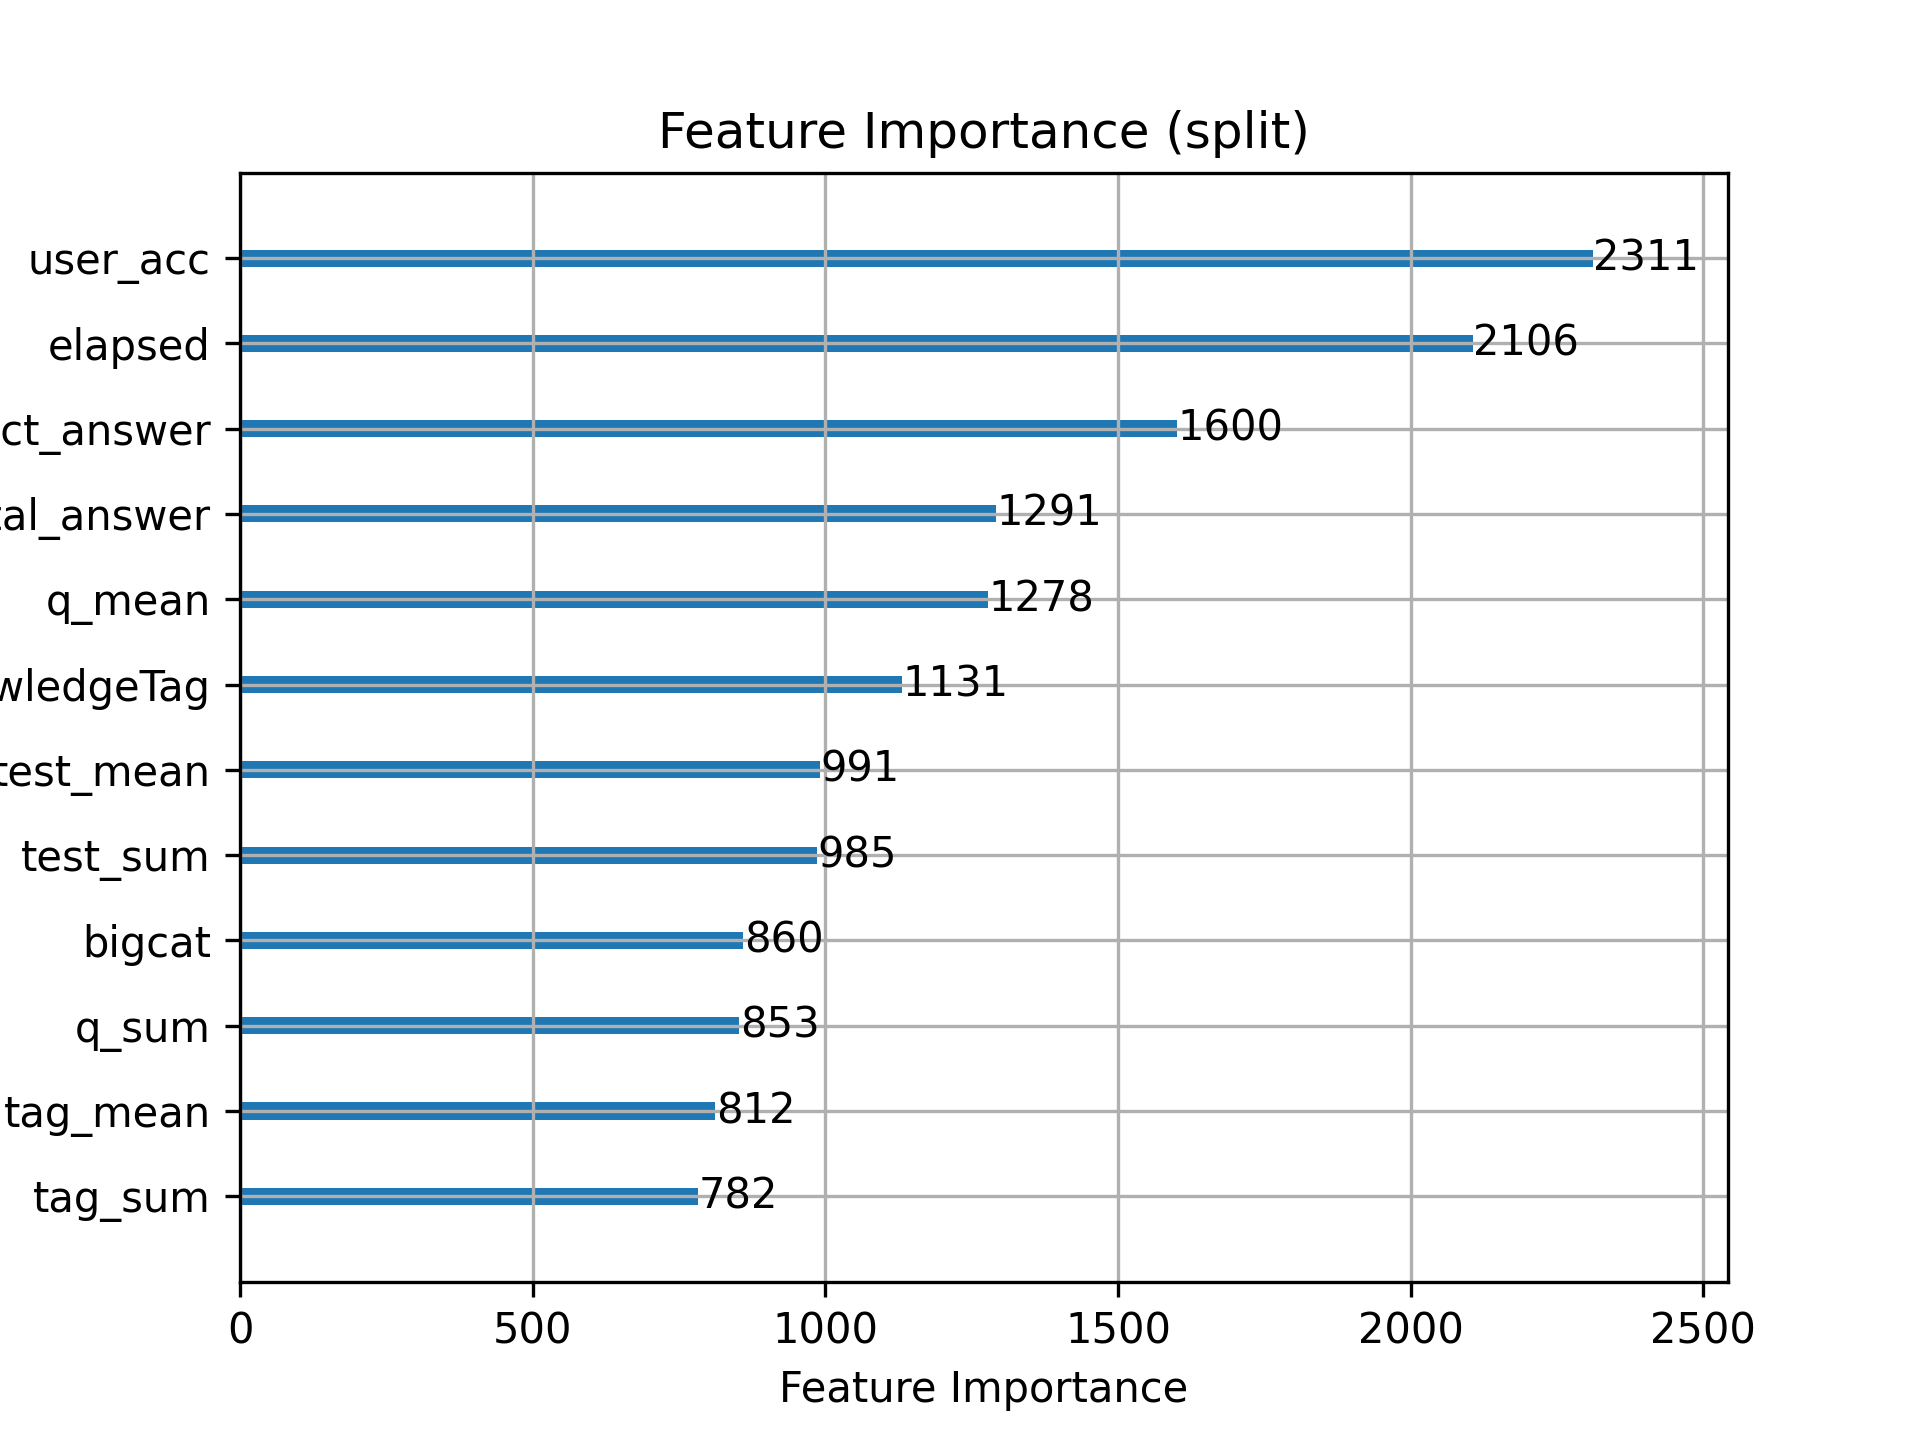 Feature Importance (split)
user_acc 2311
elapsed 2106
ct_answer 1600
al_answer 1291
q_mean 1278
wledgeTag 1131
test_mean 991
test_sum 985
bigcat 860
q_sum 853
tag_mean 812
tag_sum 782
0 500 1000 1500 2000 2500
Feature Importance